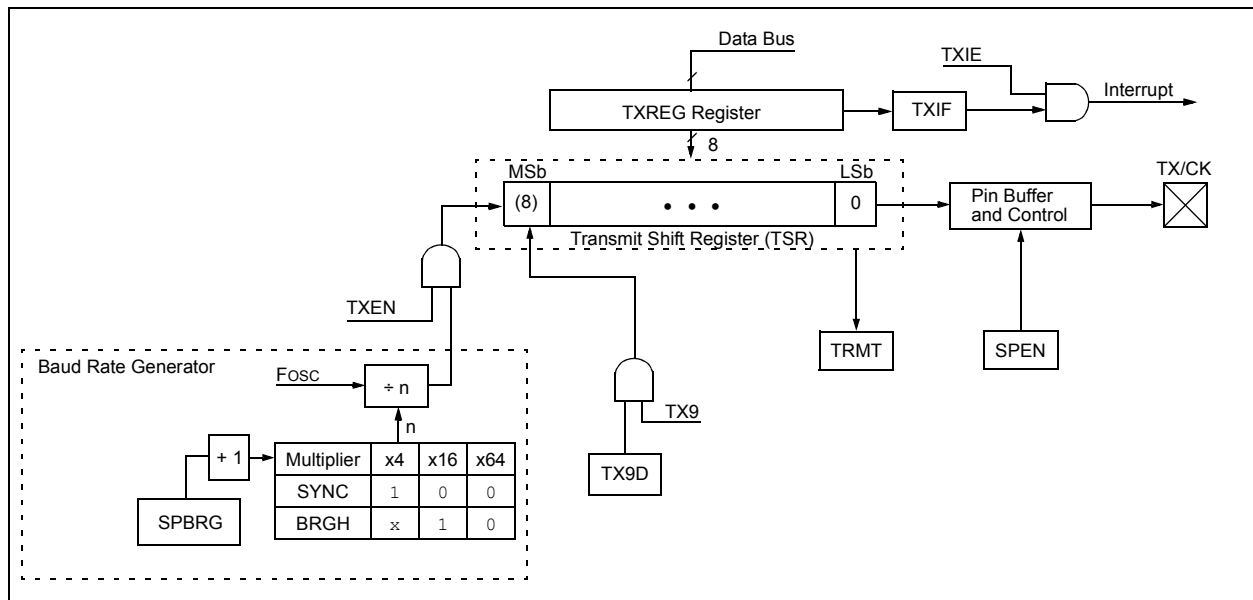 Data Bus
TXIE
Interrupt
TXREG Register
TXIF
8
MSb
LSb
TX/CK
(8)
• • •
0
Pin Buffer
and Control
Transmit Shift Register (TSR)
TXEN
TRMT
SPEN
Baud Rate Generator
FOSC
÷ n
n
TX9
+ 1
Multiplier x4 x16 x64
SYNC 1 0 0
BRGH x 1 0
TX9D
SPBRG